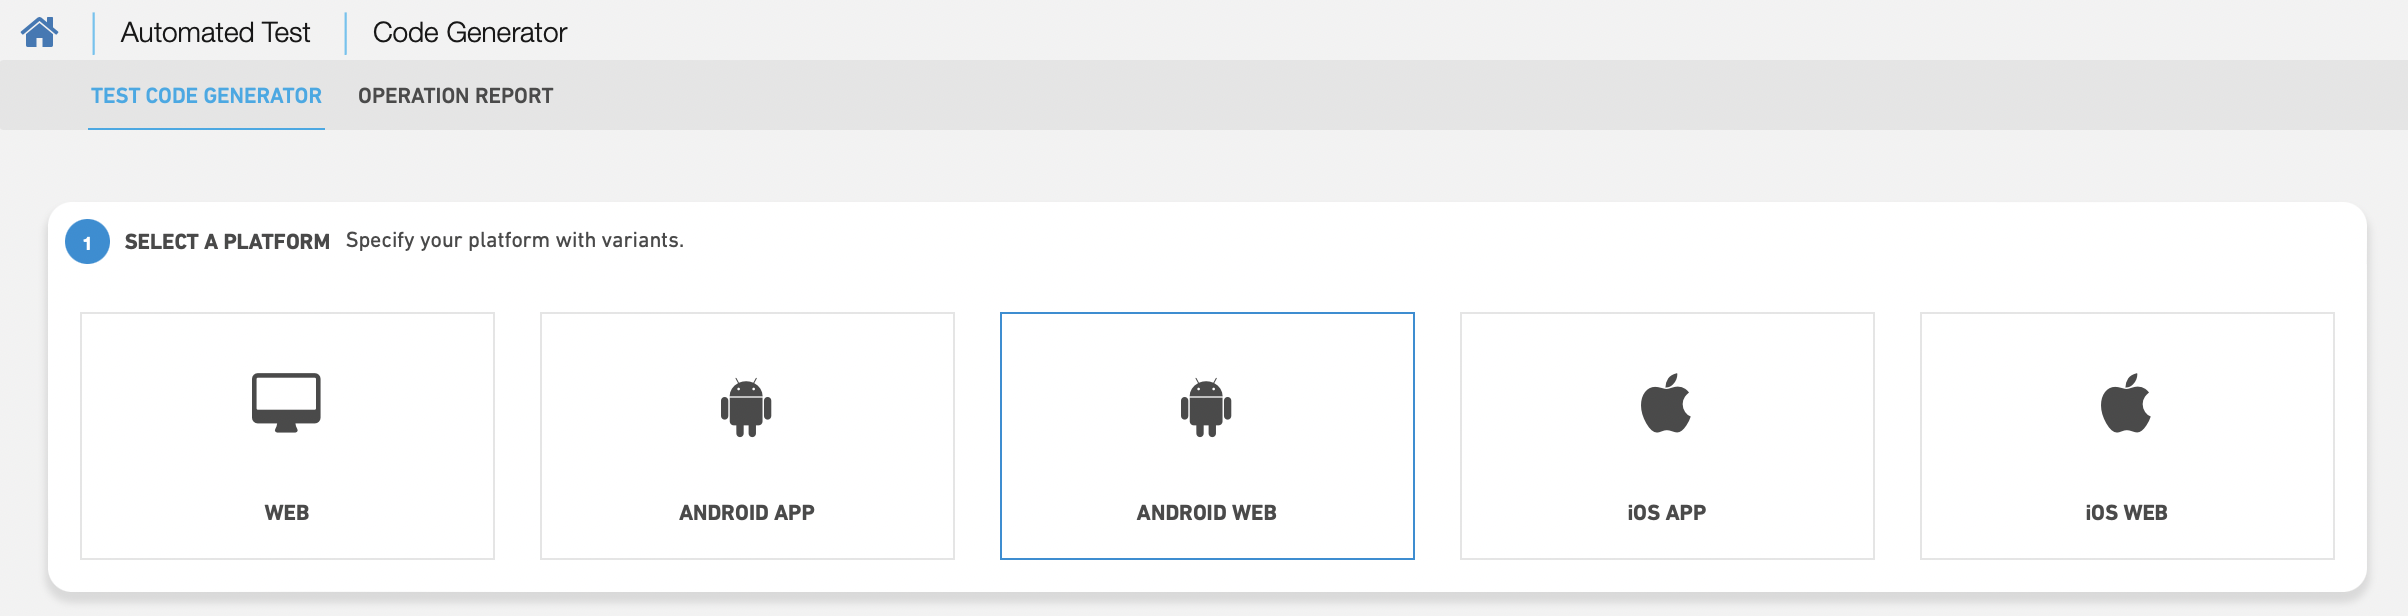 Automated Test Code Generator
TEST CODE GENERATOR OPERATION REPORT
1 SELECT A PLATFORM Specify your platform with variants.
WEB ANDROID APP ANDROID WEB iOS APP iOS WEB